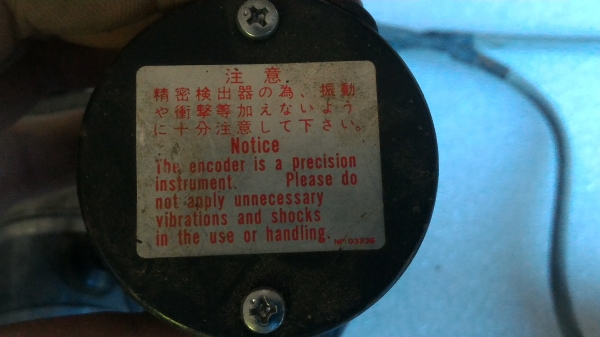 注意
精密検出器の為、振動
や衝撃等加えないよう
に十分注意して下さい。
Notice
The encoder is a precision
instrument. Please do
not apply unnecessary
vibrations and shocks
in the use or handling.